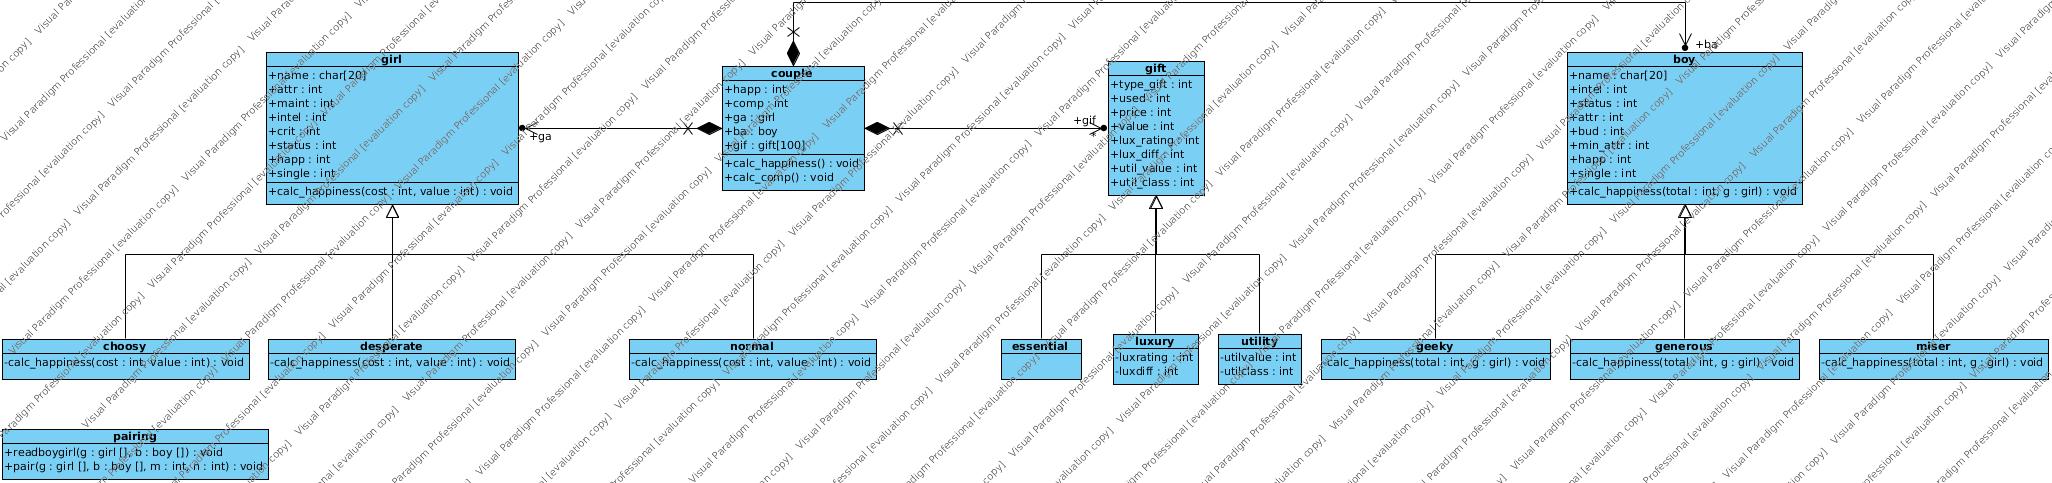 girl
+name : char[20]
+attr : int
+maint : int
+intel : int
+crit : int
+status : int
+happ : int
+single : int
+calc_happiness(cost : int, value : int) : void
+ga
couple
+happ : int
+comp : int
+ga : girl
+ba : boy
+gif : gift[100]
+calc_happiness() : void
+calc_comp() : void
+gif
*
gift
+type_gift : int
+used : int
+price : int
+value : int
+lux_rating : int
+lux_diff : int
+util_value : int
+util_class : int
+ba
boy
+name : char[20]
+intel : int
+status : int
+attr : int
+bud : int
+min_attr : int
+happ : int
+single : int
+calc_happiness(total : int, g : girl) : void
choosy
-calc_happiness(cost : int, value : int) : void
desperate
-calc_happiness(cost : int, value : int) : void
normal
-calc_happiness(cost : int, value : int) : void
essential
luxury
-luxrating : int
-luxdiff : int
utility
-utilvalue : int
-utilclass : int
geeky
-calc_happiness(total : int, g : girl) : void
generous
-calc_happiness(total : int, g : girl) : void
miser
-calc_happiness(total : int, g : girl) : void
pairing
+readboygirl(g : girl [], b : boy []) : void
+pair(g : girl [], b : boy [], m : int, n : int) : void
Visual Paradigm Professional [evaluation copy]